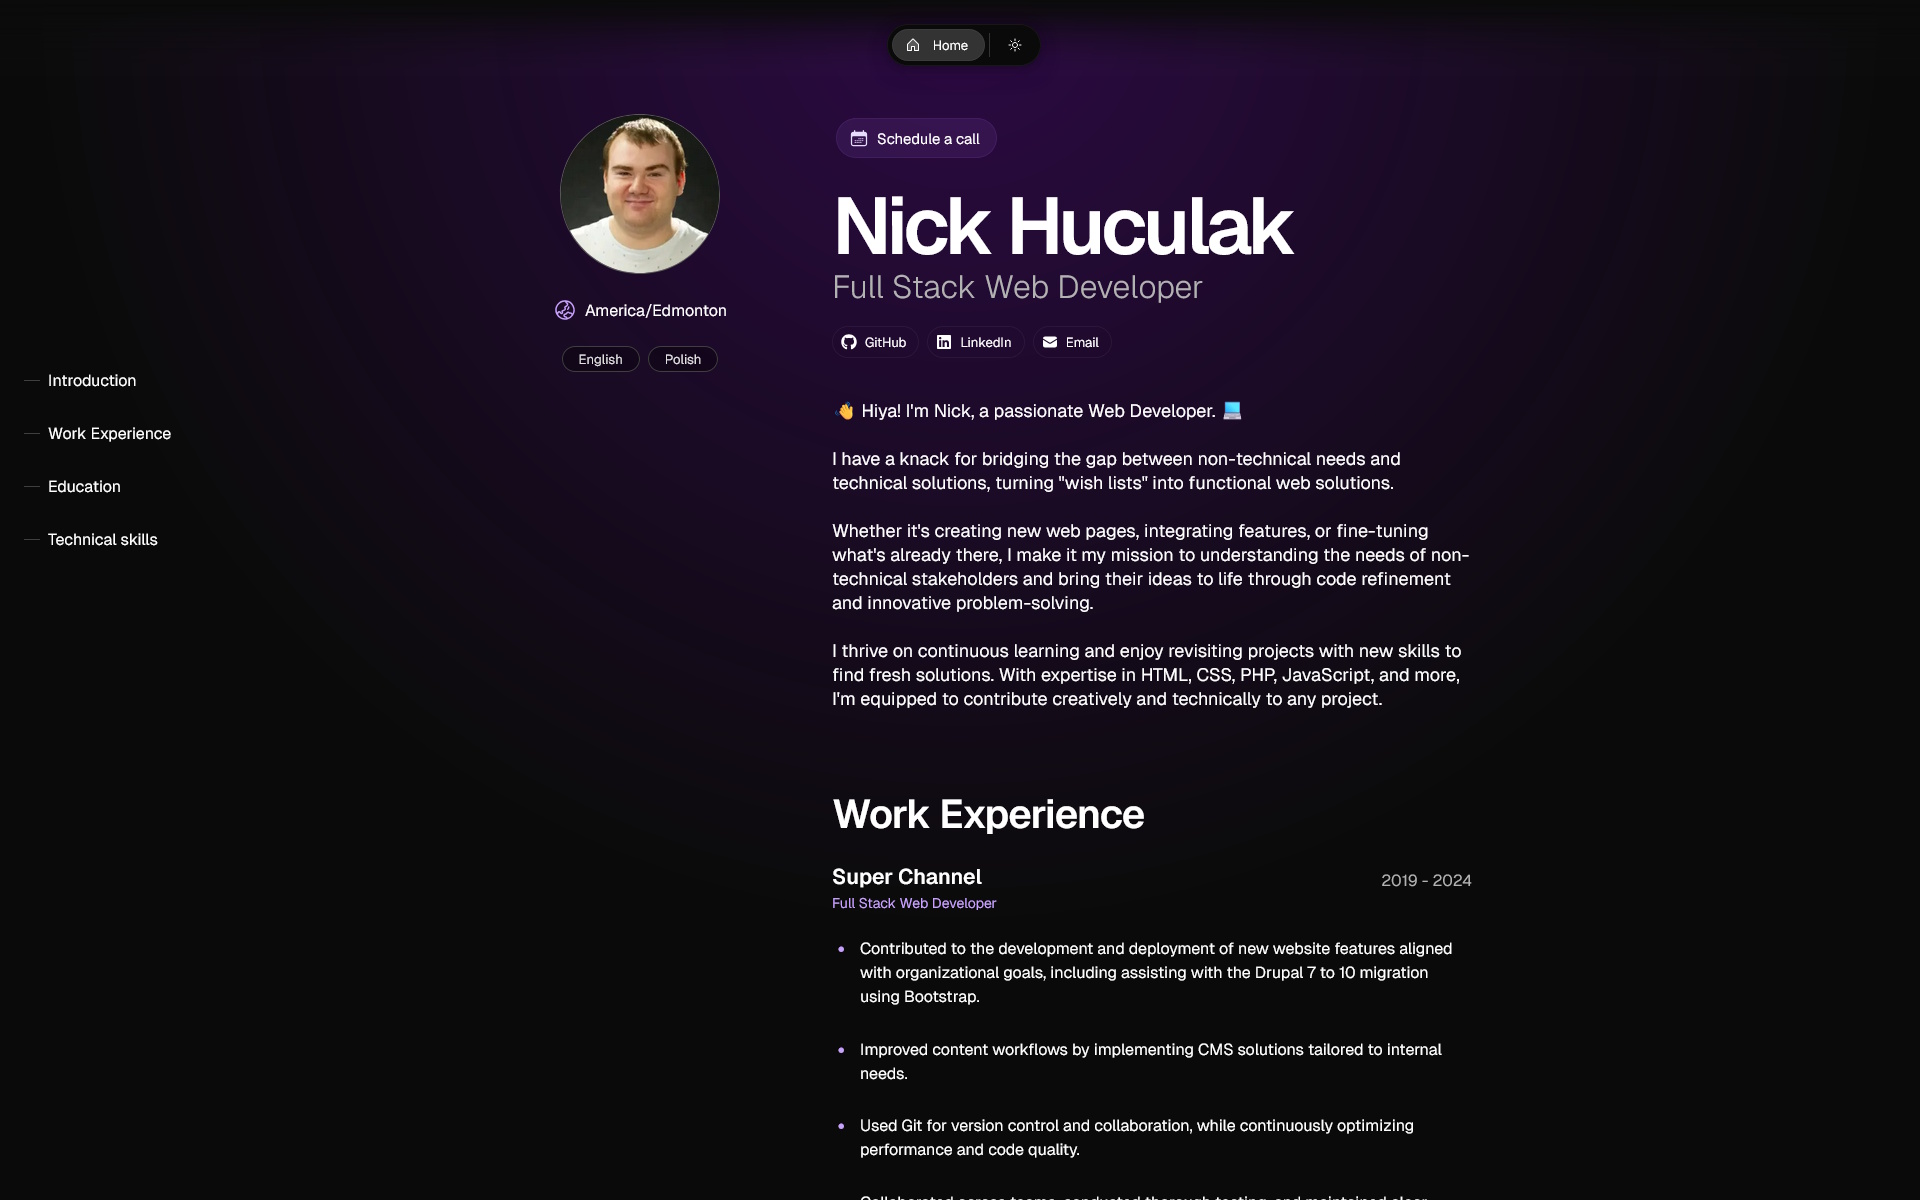 Home
Schedule a call
Nick Huculak
Full Stack Web Developer
America/Edmonton
English Polish
GitHub LinkedIn Email
Introduction
Work Experience
Education
Technical skills
👋 Hiya! I'm Nick, a passionate Web Developer. 💻
I have a knack for bridging the gap between non-technical needs and
technical solutions, turning "wish lists" into functional web solutions.
Whether it's creating new web pages, integrating features, or fine-tuning
what's already there, I make it my mission to understanding the needs of non-
technical stakeholders and bring their ideas to life through code refinement
and innovative problem-solving.
I thrive on continuous learning and enjoy revisiting projects with new skills to
find fresh solutions. With expertise in HTML, CSS, PHP, JavaScript, and more,
I'm equipped to contribute creatively and technically to any project.
Work Experience
Super Channel
2019 - 2024
Full Stack Web Developer
Contributed to the development and deployment of new website features aligned
with organizational goals, including assisting with the Drupal 7 to 10 migration
using Bootstrap.
Improved content workflows by implementing CMS solutions tailored to internal
needs.
Used Git for version control and collaboration, while continuously optimizing
performance and code quality.